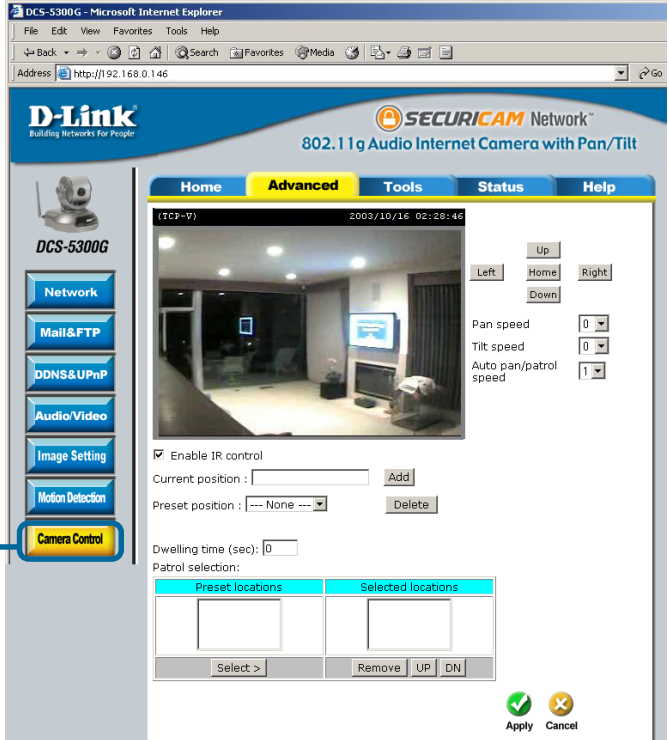 DCS-5300G - Microsoft Internet Explorer
File Edit View Favorites Tools Help
Back Search Favorites Media
Address http://192.168.0.146 Go
D-Link
Building Networks for People
SECURICAM Network™
802.11g Audio Internet Camera with Pan/Tilt
Home Advanced Tools Status Help
DCS-5300G
Network
Mail&FTP
DDNS&UPnP
Audio/Video
Image Setting
Motion Detection
Camera Control
(TCP-V) 2003/10/16 02:28:46
Up
Left Home Right
Down
Pan speed 0
Tilt speed 0
Auto pan/patrol speed 1
Enable IR control
Current position : Add
Preset position : --- None --- Delete
Dwelling time (sec): 0
Patrol selection:
Preset locations Selected locations
Select > Remove UP DN
Apply Cancel